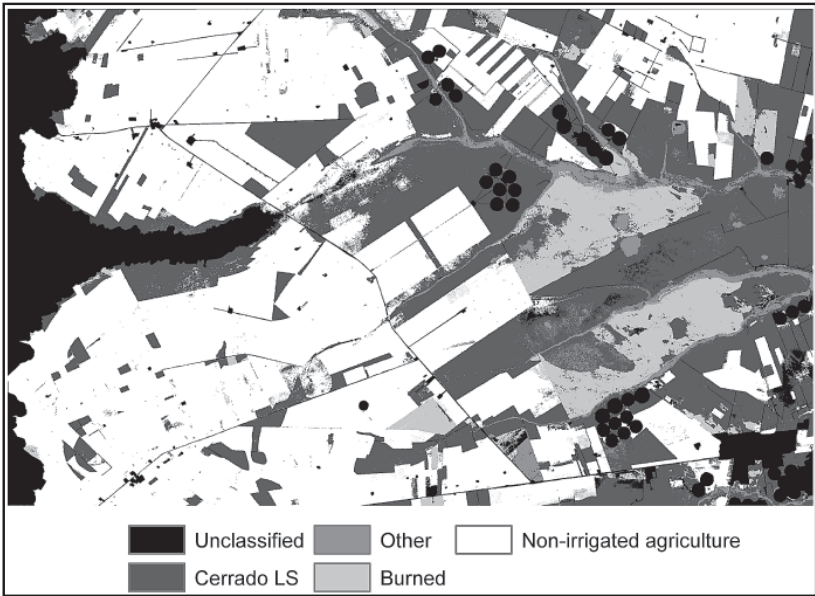 Unclassified Other Non-irrigated agriculture
Cerrado LS Burned